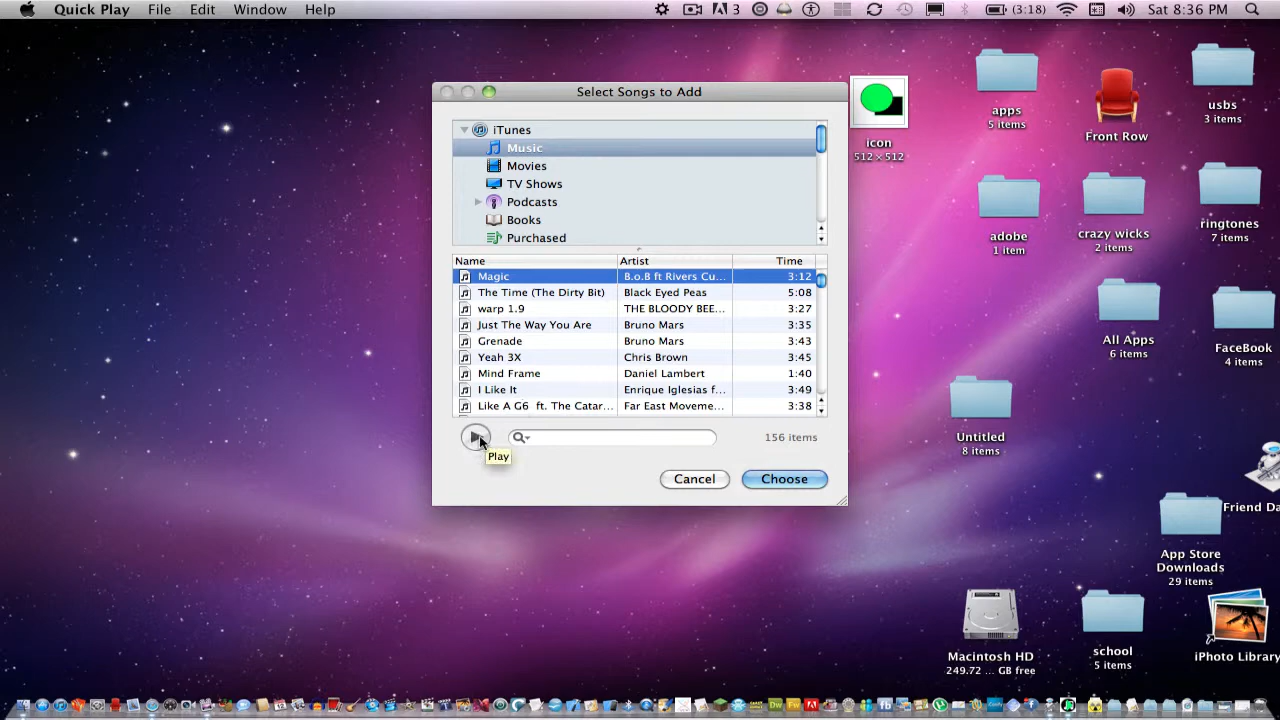 Quick Play File Edit Window Help 3 (3:18) Sat 8:36 PM
Select Songs to Add
iTunes
Music
Movies
TV Shows
Podcasts
Books
Purchased
Name Artist Time
Magic B.o.B ft Rivers Cu... 3:12
The Time (The Dirty Bit) Black Eyed Peas 5:08
warp 1.9 THE BLOODY BEE... 3:27
Just The Way You Are Bruno Mars 3:35
Grenade Bruno Mars 3:43
Yeah 3X Chris Brown 3:45
Mind Frame Daniel Lambert 1:40
I Like It Enrique Iglesias f... 3:49
Like A G6 ft. The Catar... Far East Moveme... 3:38
156 items
Play
Cancel Choose
icon
512×512
apps
5 items
Front Row
usbs
3 items
adobe
1 item
crazy wicks
2 items
ringtones
7 items
All Apps
6 items
FaceBook
4 items
Untitled
8 items
Friend Da
App Store
Downloads
29 items
Macintosh HD
249.72 ... GB free
school
5 items
iPhoto Library